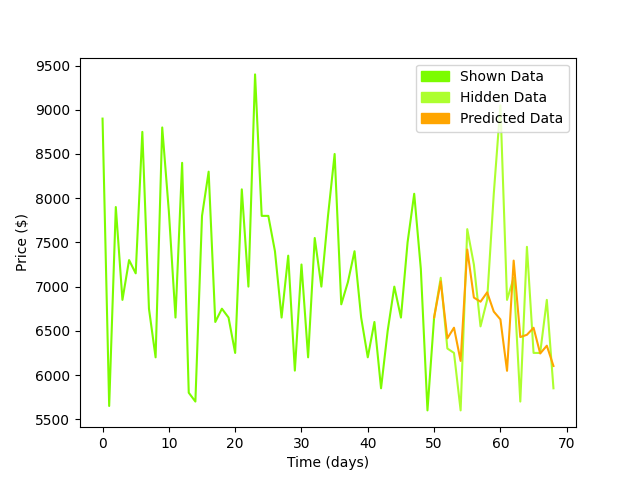 9500
9000
8500
8000
7500
7000
6500
6000
5500
Price ($)
Shown Data
Hidden Data
Predicted Data
0 10 20 30 40 50 60 70
Time (days)